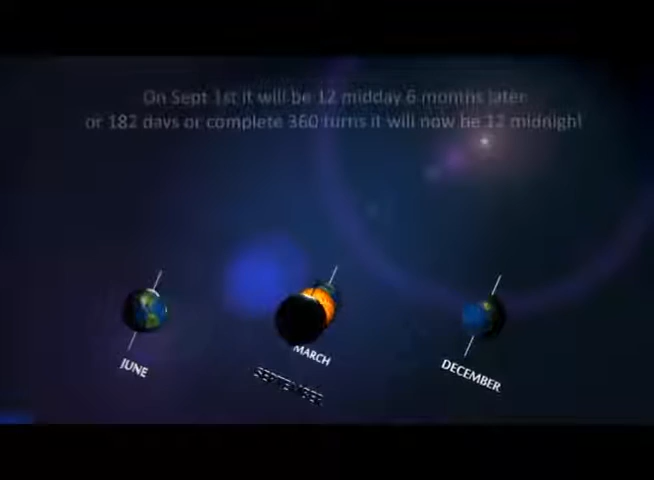 On Sept 1st it will be 12 midday 6 months later
or 182 days or complete 360 turns it will now be 12 midnight
JUNE
MARCH
SEPTEMBER
DECEMBER